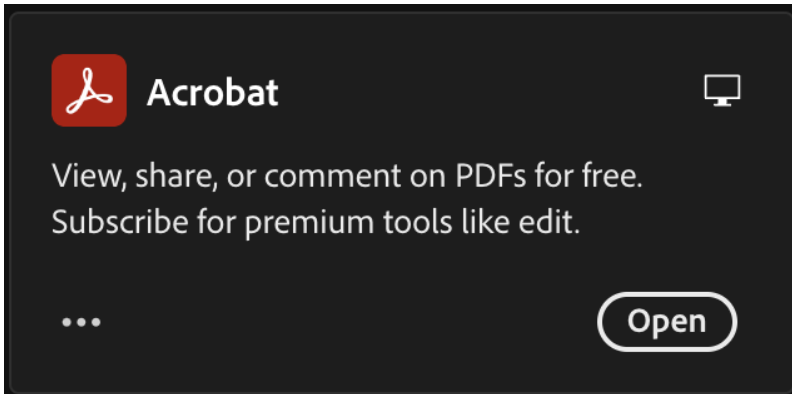 Acrobat
View, share, or comment on PDFs for free.
Subscribe for premium tools like edit.
Open